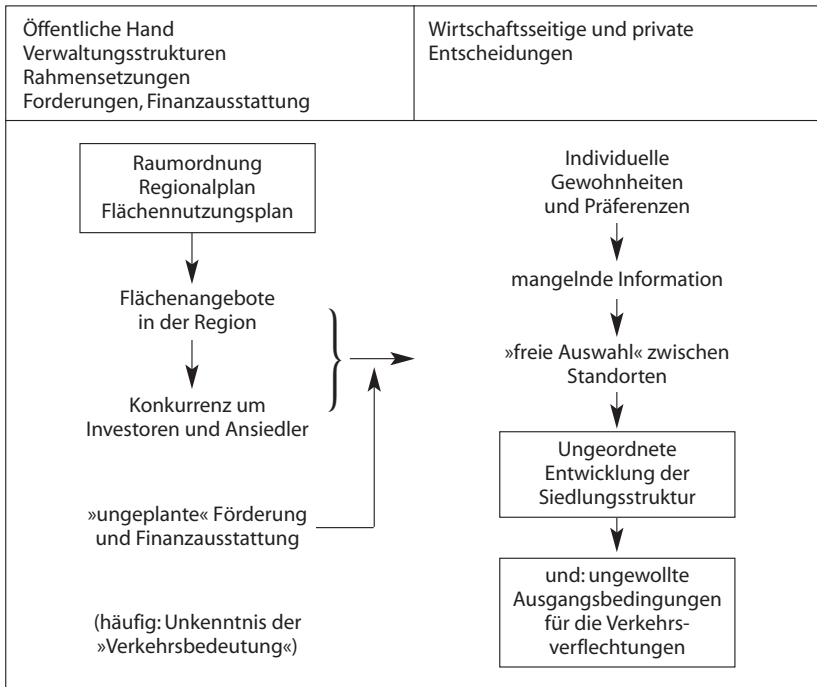 Öffentliche Hand
Verwaltungsstrukturen
Rahmensetzungen
Forderungen, Finanzausstattung
Wirtschaftsseitige und private
Entscheidungen
Raumordnung
Regionalplan
Flächennutzungsplan
Flächenangebote
in der Region
Konkurrenz um
Investoren und Ansiedler
»ungeplante« Förderung
und Finanzausstattung
(häufig: Unkenntnis der
»Verkehrsbedeutung«)
Individuelle
Gewohnheiten
und Präferenzen
mangelnde Information
»freie Auswahl« zwischen
Standorten
Ungeordnete
Entwicklung der
Siedlungsstruktur
und: ungewollte
Ausgangsbedingungen
für die Verkehrs-
verflechtungen